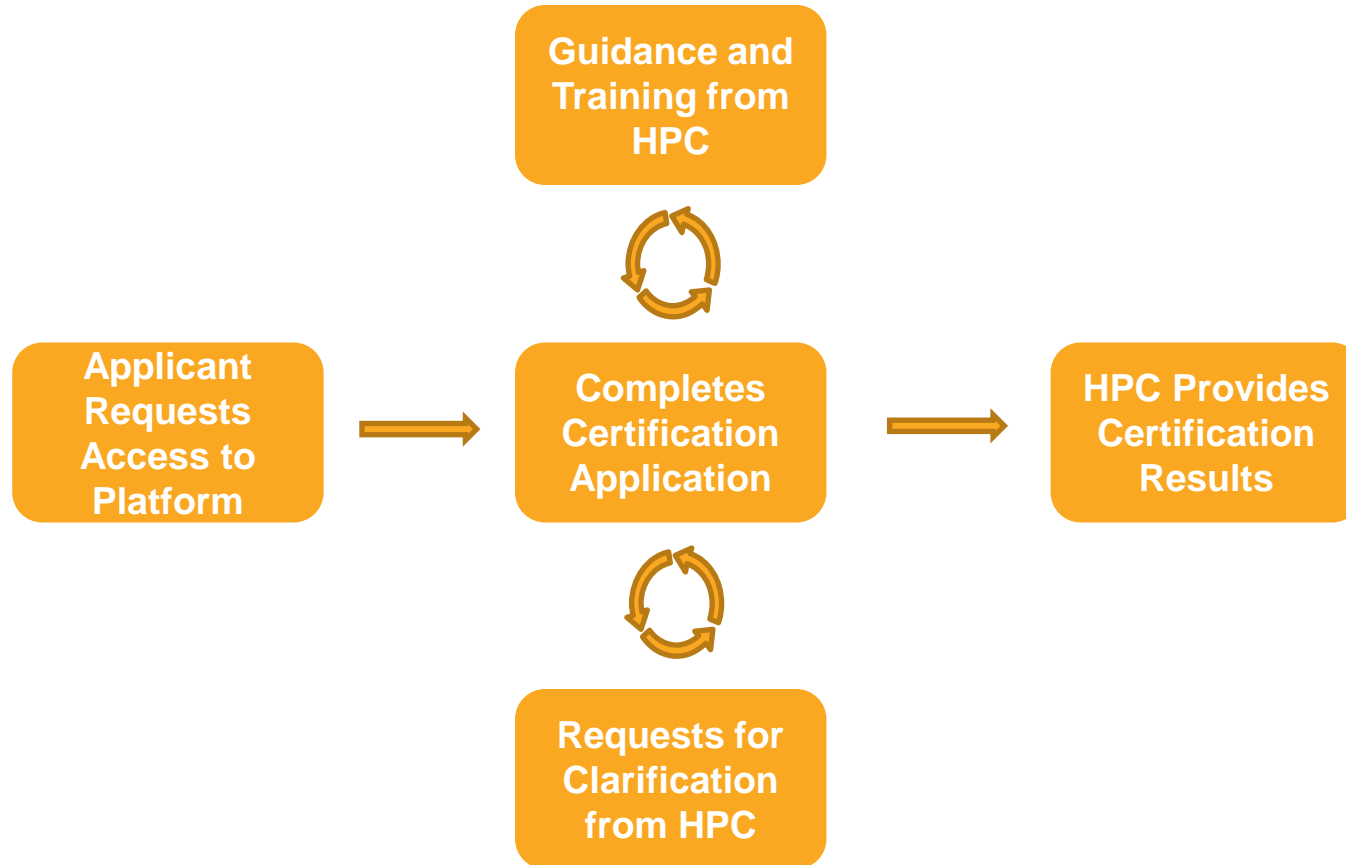 Guidance and
Training from
HPC
Applicant
Requests
Access to
Platform
Completes
Certification
Application
HPC Provides
Certification
Results
Requests for
Clarification
from HPC